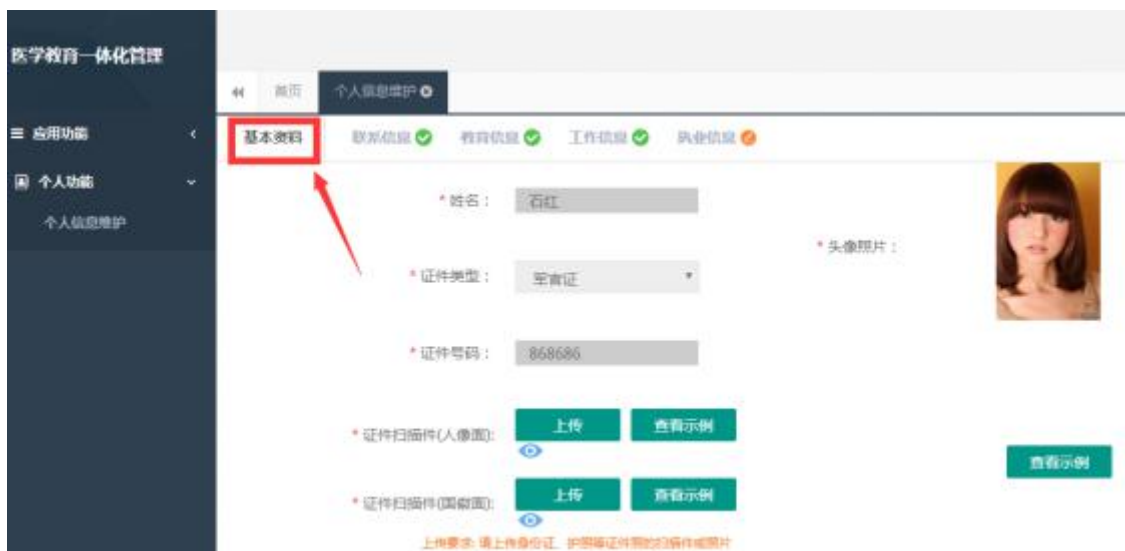 医学教育一体化管理
首页 个人信息维护
应用功能
基本资料 联系信息 教育信息 工作信息 执业信息
个人功能
个人信息维护
* 姓名： 石红
* 头像照片：
* 证件类型： 军官证
* 证件号码： 868686
* 证件扫描件(人像面): 上传 查看示例
查看示例
* 证件扫描件(国徽面): 上传 查看示例
上传要求: 请上传身份证、护照等证件照的扫描件或照片